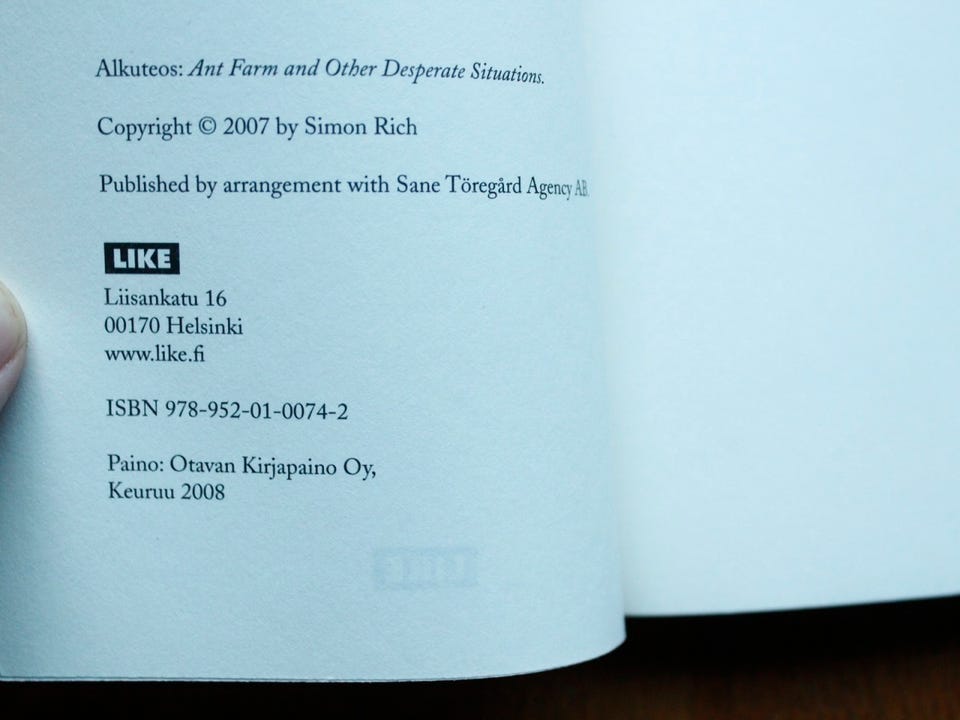 Alkuteos: Ant Farm and Other Desperate Situations.
Copyright © 2007 by Simon Rich
Published by arrangement with Sane Töregård Agency AB.
LIKE
Liisankatu 16
00170 Helsinki
www.like.fi
ISBN 978-952-01-0074-2
Paino: Otavan Kirjapaino Oy,
Keuruu 2008